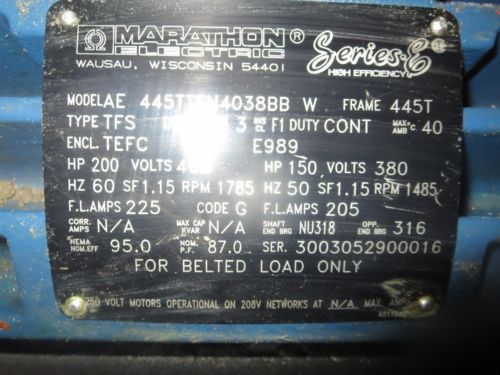 MARATHON®
ELECTRIC
WAUSAU, WISCONSIN 54401
Series·E
HIGH EFFICIENCY
MODEL AE 445TTFN4038BB W FRAME 445T
TYPE TFS 3 INS CL F1 DUTY CONT MAX AMB °C 40
ENCL. TEFC E989
HP 200 VOLTS HP 150 VOLTS 380
HZ 60 SF 1.15 RPM 1785 HZ 50 SF 1.15 RPM 1485
F.L.AMPS 225 CODE G F.L.AMPS 205
CORR. AMPS N/A MAX CAP KVAR N/A SHAFT END BRG NU318 OPP. END BRG 316
NEMA NOM.EFF 95.0 NOM. P.F. 87.0 SER. 3003052900016
FOR BELTED LOAD ONLY
VOLT MOTORS OPERATIONAL ON 208V NETWORKS AT N/A MAX. AMPS